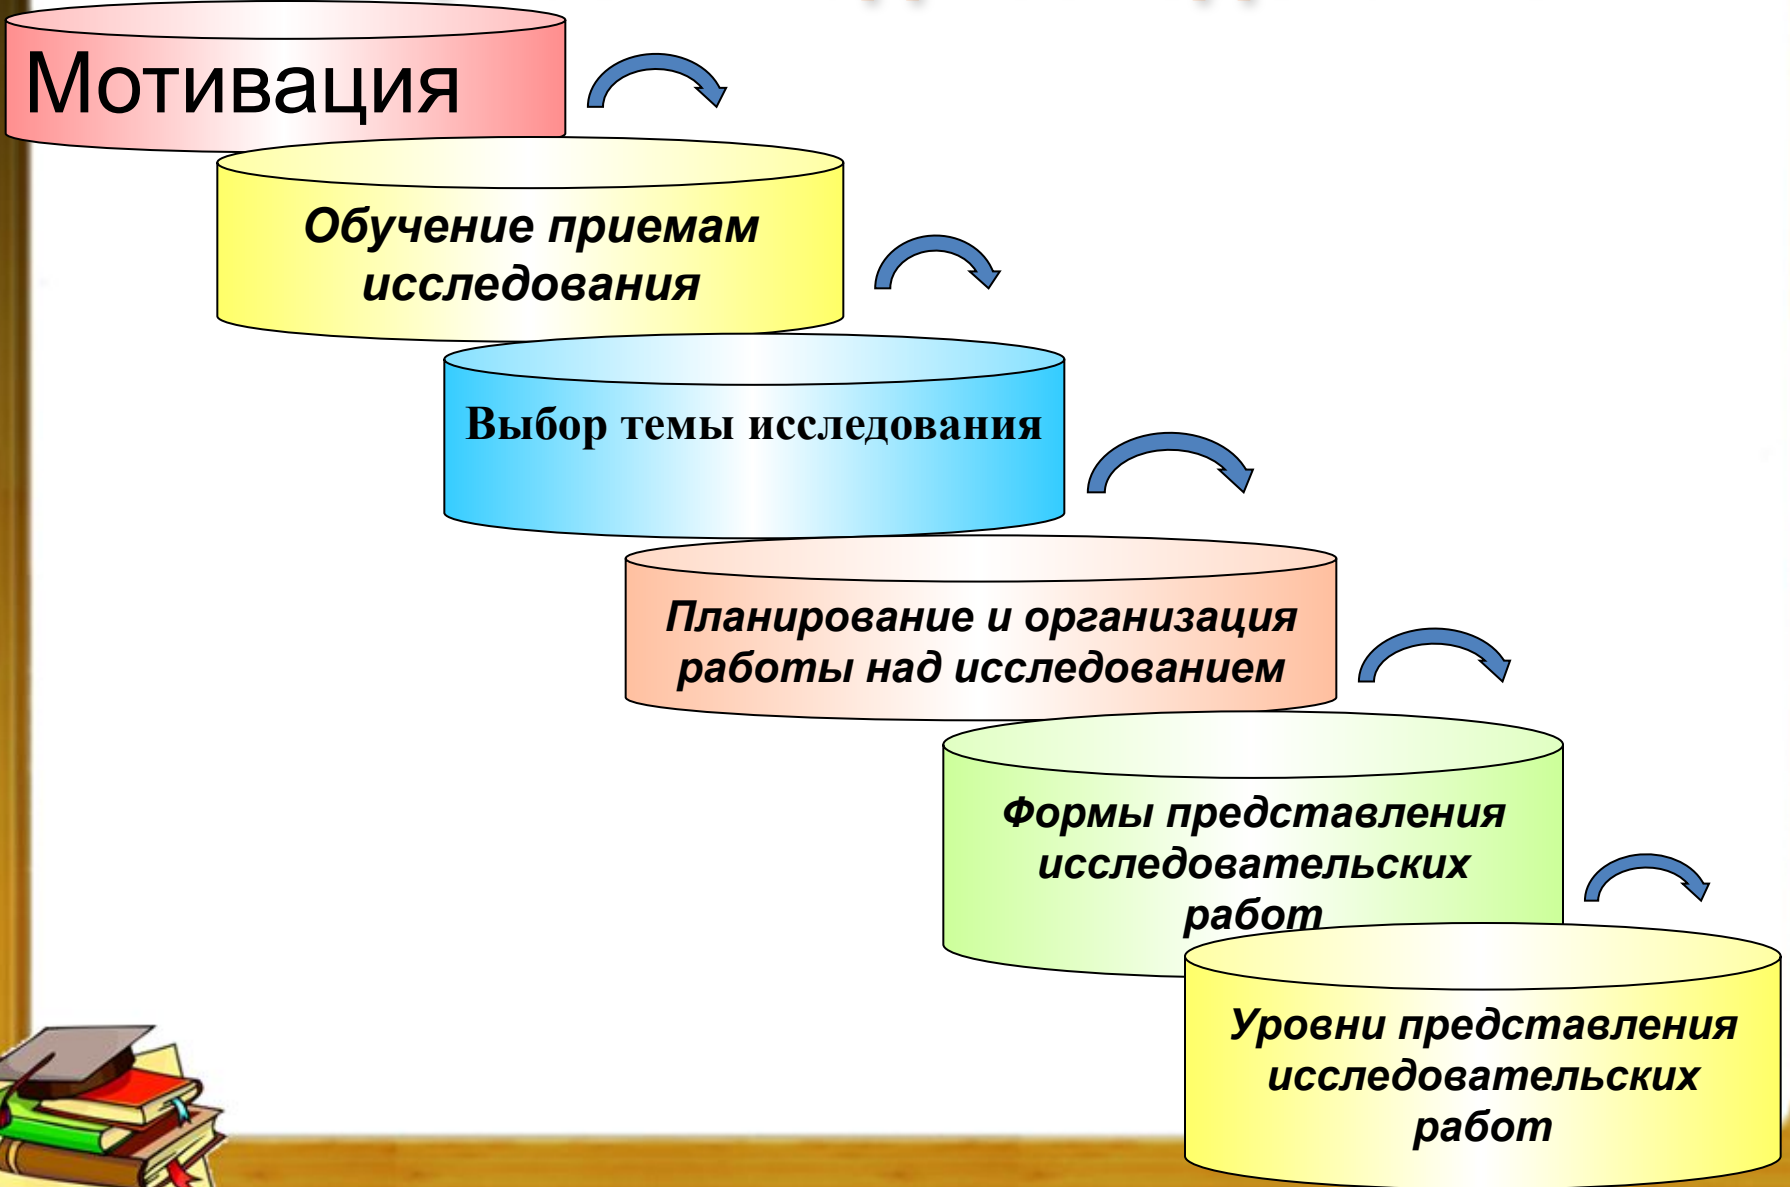 Мотивация
Обучение приемам
исследования
Выбор темы исследования
Планирование и организация
работы над исследованием
Формы представления
исследовательских
работ
Уровни представления
исследовательских
работ